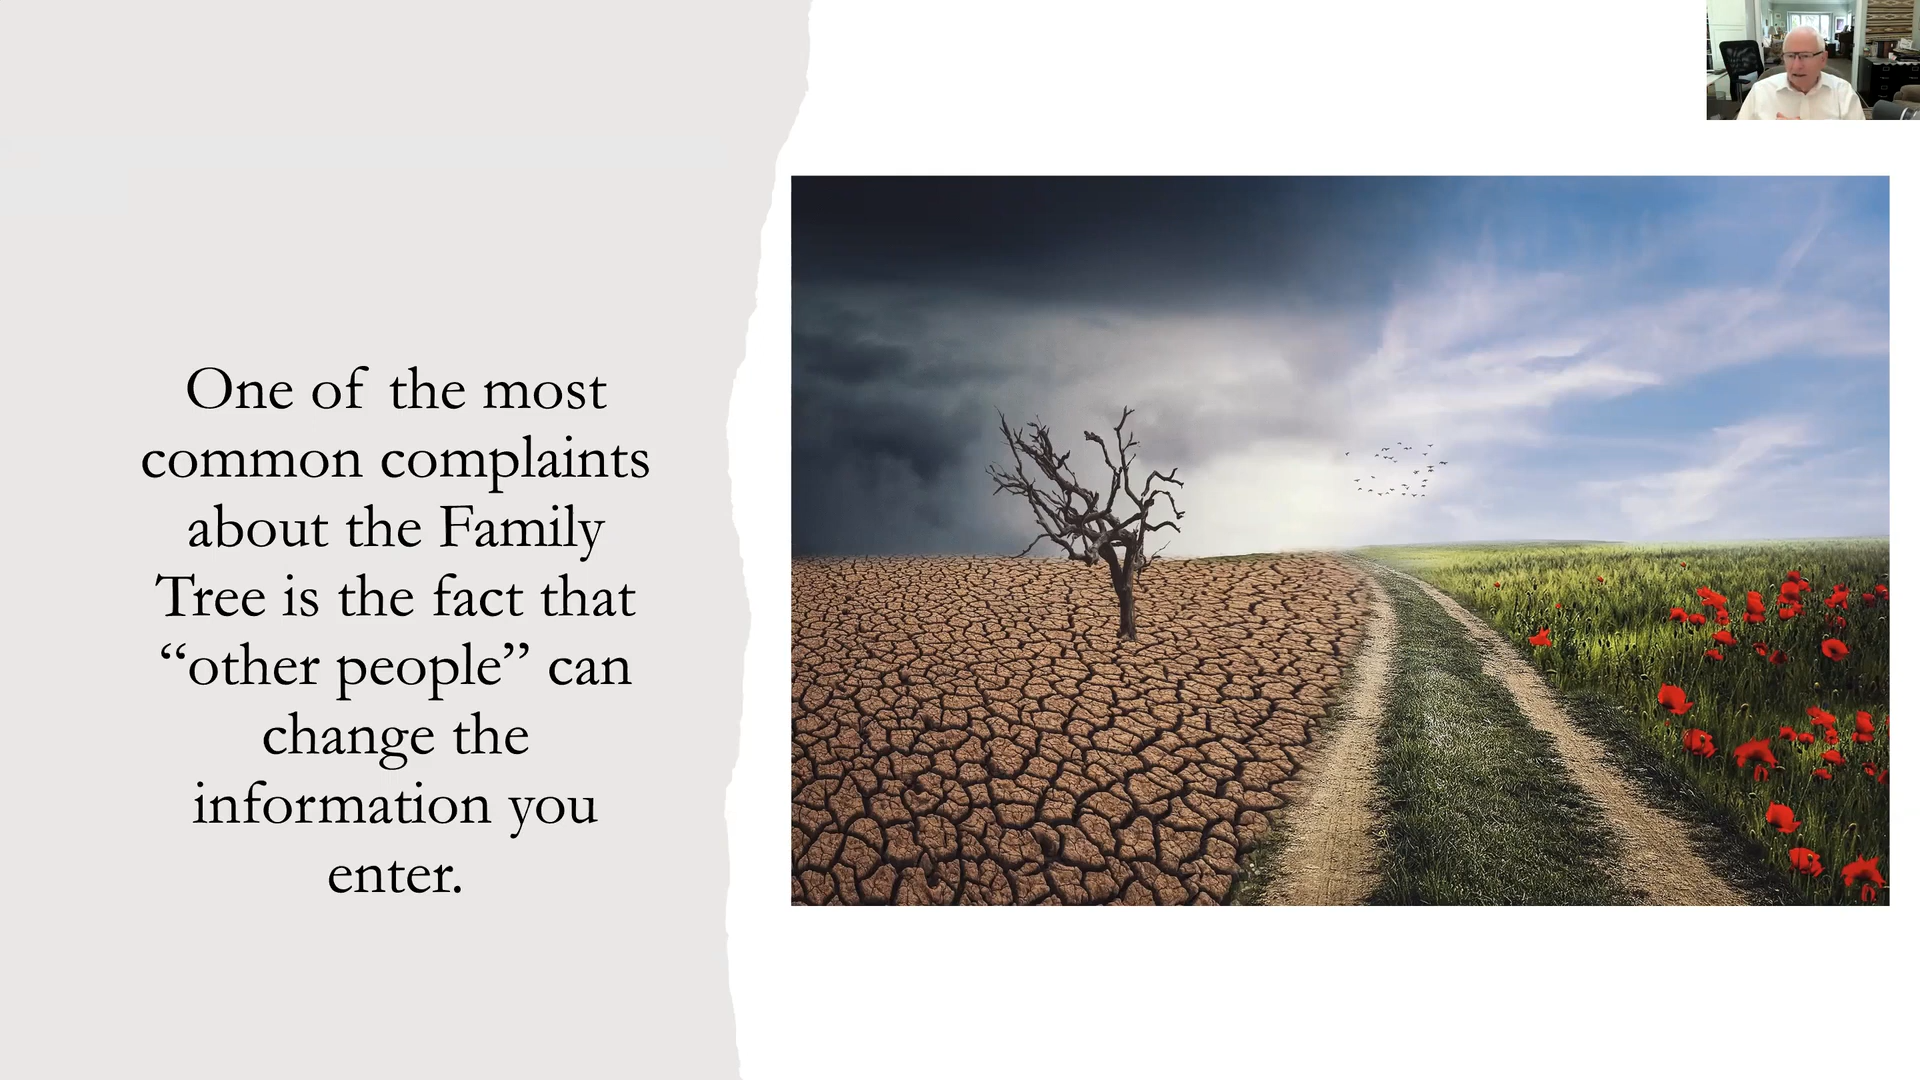 One of the most
common complaints
about the Family
Tree is the fact that
“other people” can
change the
information you
enter.